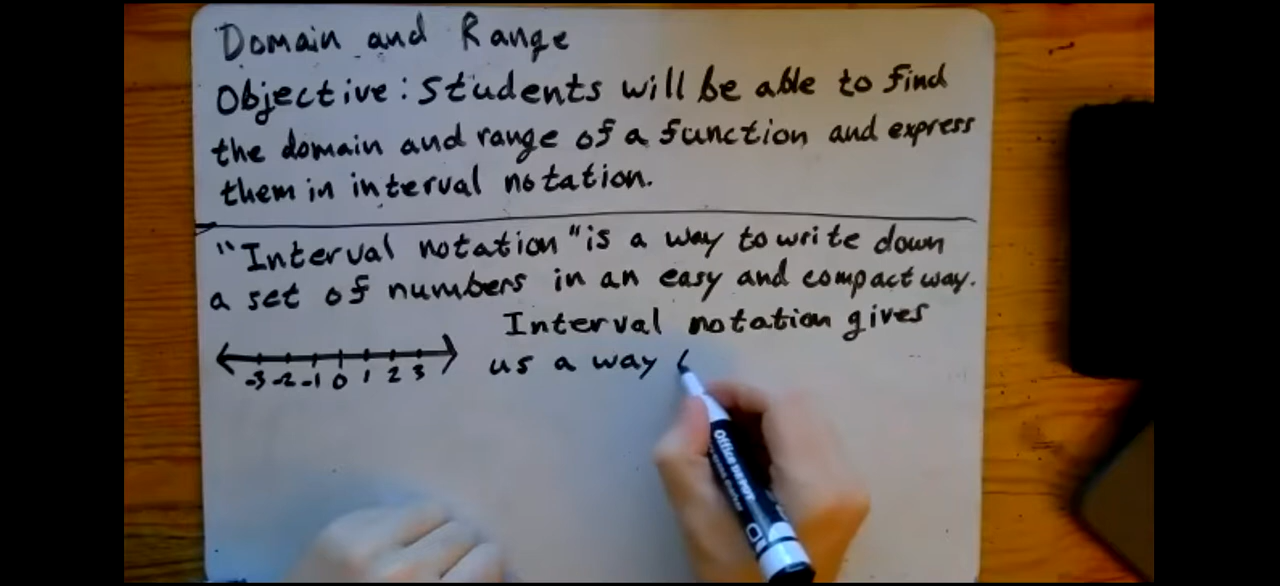 Domain and Range
Objective: Students will be able to find
the domain and range of a function and express
them in interval notation.
"Interval notation" is a way to write down
a set of numbers in an easy and compact way.
Interval notation gives
us a way
-3 -2 -1 0 1 2 3
Office DEPOT